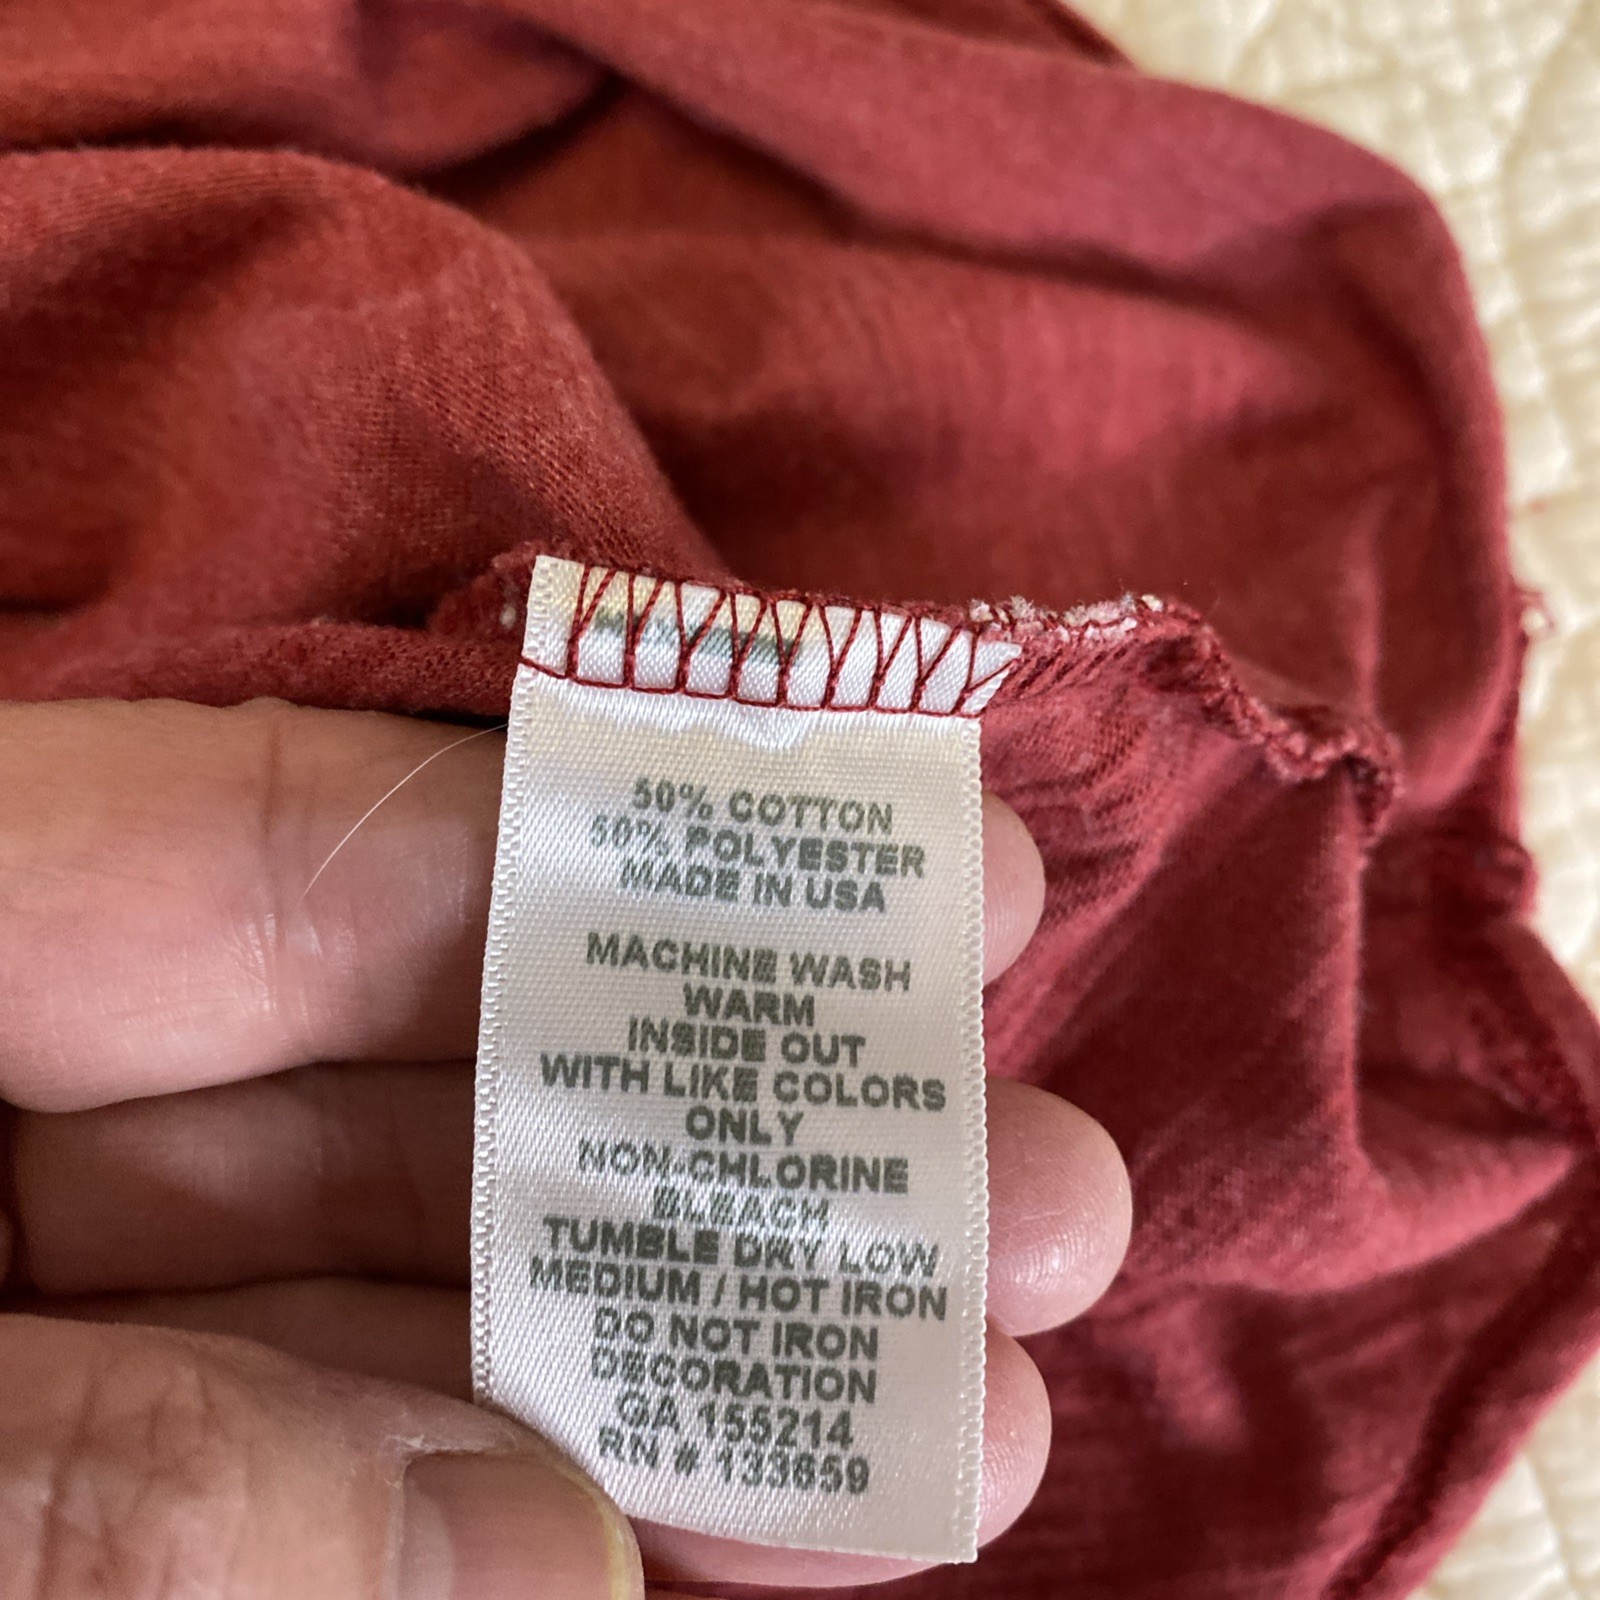 50% COTTON
50% POLYESTER
MADE IN USA
MACHINE WASH
WARM
INSIDE OUT
WITH LIKE COLORS
ONLY
NON-CHLORINE
BLEACH
TUMBLE DRY LOW
MEDIUM / HOT IRON
DO NOT IRON
DECORATION
GA 155214
RN # 133659